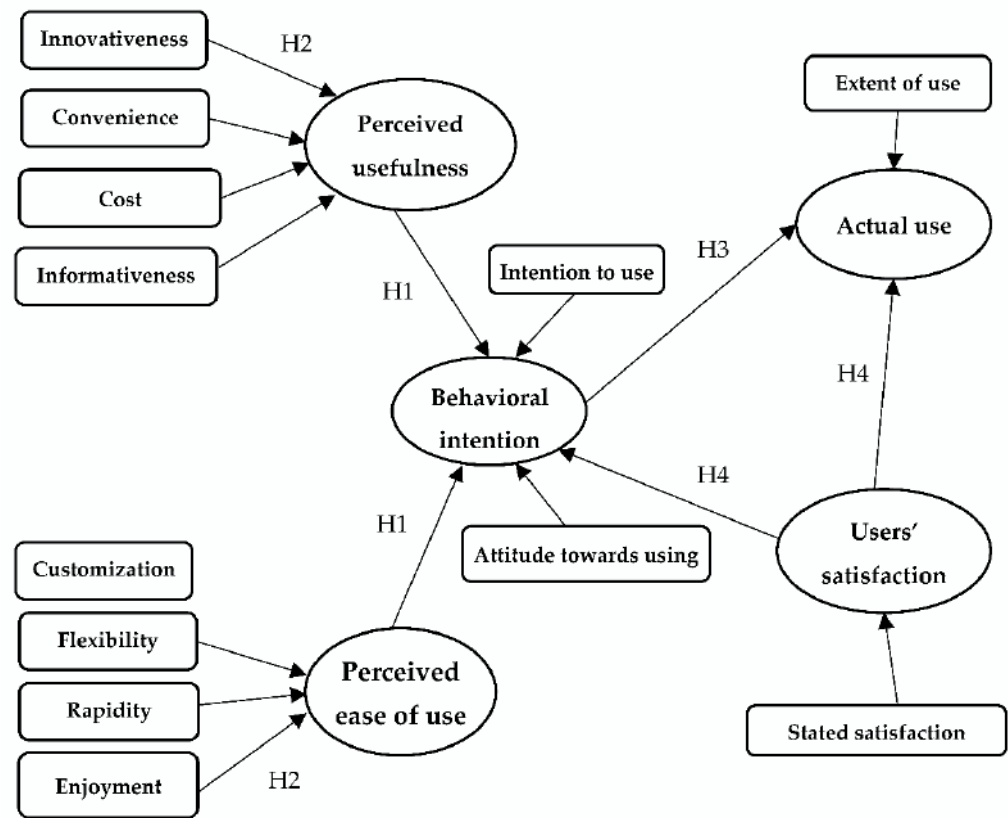 Innovativeness
H2
Convenience
Cost
Informativeness
Perceived
usefulness
Extent of use
Actual use
H1
Intention to use
H3
Behavioral
intention
H4
H4
H1
Attitude towards using
Users'
satisfaction
Customization
Flexibility
Rapidity
Enjoyment
H2
Perceived
ease of use
Stated satisfaction